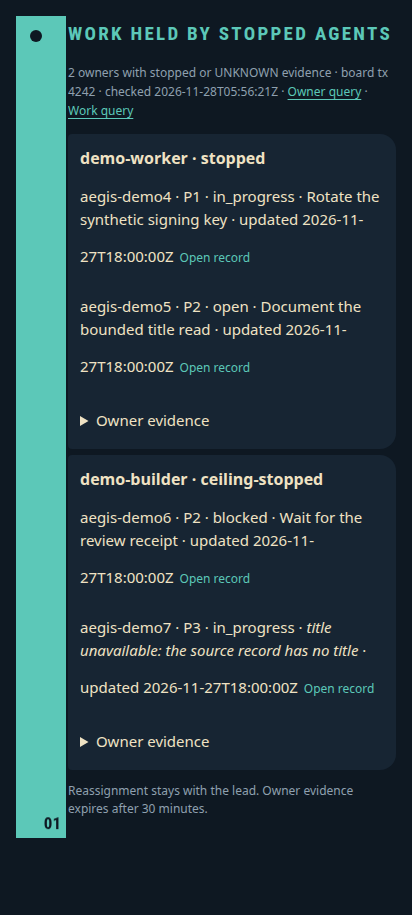 WORK HELD BY STOPPED AGENTS
2 owners with stopped or UNKNOWN evidence · board tx
4242 · checked 2026-11-28T05:56:21Z · Owner query ·
Work query
demo-worker · stopped
aegis-demo4 · P1 · in_progress · Rotate the
synthetic signing key · updated 2026-11-
27T18:00:00Z Open record
aegis-demo5 · P2 · open · Document the
bounded title read · updated 2026-11-
27T18:00:00Z Open record
▶ Owner evidence
demo-builder · ceiling-stopped
aegis-demo6 · P2 · blocked · Wait for the
review receipt · updated 2026-11-
27T18:00:00Z Open record
aegis-demo7 · P3 · in_progress · title
unavailable: the source record has no title ·
updated 2026-11-27T18:00:00Z Open record
▶ Owner evidence
Reassignment stays with the lead. Owner evidence
expires after 30 minutes.
01